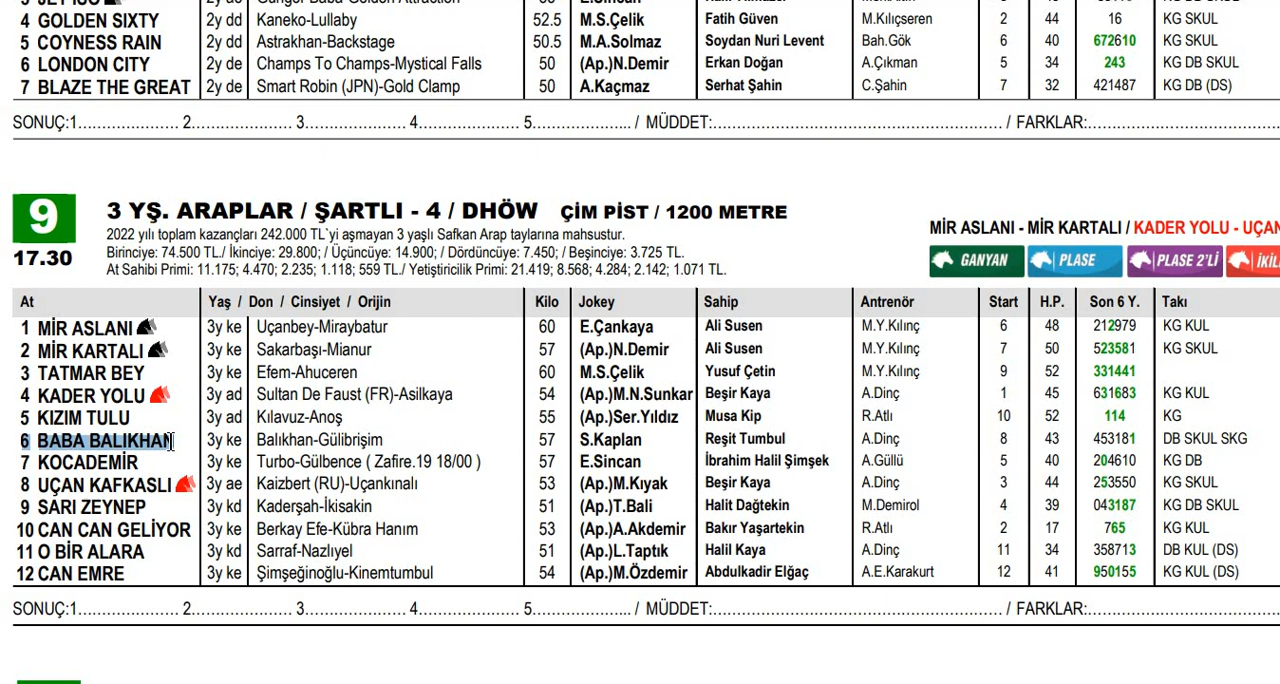 4 GOLDEN SIXTY 2y dd Kaneko-Lullaby 52.5 M.S.Çelik Fatih Güven M.Kılıçseren 2 44 16 KG SKUL
5 COYNESS RAIN 2y dd Astrakhan-Backstage 50.5 M.A.Solmaz Soydan Nuri Levent Bah.Gök 6 40 672610 KG SKUL
6 LONDON CITY 2y de Champs To Champs-Mystical Falls 50 (Ap.)N.Demir Erkan Doğan A.Çıkman 5 34 243 KG DB SKUL
7 BLAZE THE GREAT 2y de Smart Robin (JPN)-Gold Clamp 50 A.Kaçmaz Serhat Şahin C.Şahin 7 32 421487 KG DB (DS)
SONUÇ:1..................... 2..................... 3....................... 4....................... 5..................... / MÜDDET:............................................................ / FARKLAR:........................................
9 3 YŞ. ARAPLAR / ŞARTLI - 4 / DHÖW ÇİM PİST / 1200 METRE
MİR ASLANI - MİR KARTALI / KADER YOLU - UÇAN
2022 yılı toplam kazançları 242.000 TL`yi aşmayan 3 yaşlı Safkan Arap taylarına mahsustur.
17.30 Birinciye: 74.500 TL./ İkinciye: 29.800; / Üçüncüye: 14.900; / Dördüncüye: 7.450; / Beşinciye: 3.725 TL.
GANYAN PLASE PLASE 2'Lİ İKİL
At Sahibi Primi: 11.175; 4.470; 2.235; 1.118; 559 TL./ Yetiştiricilik Primi: 21.419; 8.568; 4.284; 2.142; 1.071 TL.
At Yaş / Don / Cinsiyet / Orijin Kilo Jokey Sahip Antrenör Start H.P. Son 6 Y. Takı
1 MİR ASLANI 3y ke Uçanbey-Miraybatur 60 E.Çankaya Ali Susen M.Y.Kılınç 6 48 212979 KG KUL
2 MİR KARTALI 3y ke Sakarbaşı-Mianur 57 (Ap.)N.Demir Ali Susen M.Y.Kılınç 7 50 523581 KG SKUL
3 TATMAR BEY 3y ke Efem-Ahuceren 60 M.S.Çelik Yusuf Çetin M.Y.Kılınç 9 52 331441
4 KADER YOLU 3y ad Sultan De Faust (FR)-Asilkaya 54 (Ap.)M.N.Sunkar Beşir Kaya A.Dinç 1 45 631683 KG KUL
5 KIZIM TULU 3y ad Kılavuz-Anoş 55 (Ap.)Ser.Yıldız Musa Kip R.Atlı 10 52 114 KG
6 BABA BALIKHAN 3y ke Balıkhan-Gülibrişim 57 S.Kaplan Reşit Tumbul A.Dinç 8 43 453181 DB SKUL SKG
7 KOCADEMİR 3y ke Turbo-Gülbence ( Zafire.19 18/00 ) 57 E.Sincan İbrahim Halil Şimşek A.Güllü 5 40 204610 KG DB
8 UÇAN KAFKASLI 3y ae Kaizbert (RU)-Uçankınalı 53 (Ap.)M.Kıyak Beşir Kaya A.Dinç 3 44 253550 KG SKUL
9 SARI ZEYNEP 3y kd Kaderşah-İkisakin 51 (Ap.)T.Bali Halit Dağtekin M.Demirol 4 39 043187 KG DB SKUL
10 CAN CAN GELİYOR 3y ke Berkay Efe-Kübra Hanım 53 (Ap.)A.Akdemir Bakır Yaşartekin R.Atlı 2 17 765 KG KUL
11 O BİR ALARA 3y kd Sarraf-Nazlıyel 51 (Ap.)L.Taptık Halil Kaya A.Dinç 11 34 358713 DB KUL (DS)
12 CAN EMRE 3y ke Şimşeğinoğlu-Kinemtumbul 54 (Ap.)M.Özdemir Abdulkadir Elğaç A.E.Karakurt 12 41 950155 KG KUL (DS)
SONUÇ:1..................... 2..................... 3....................... 4....................... 5..................... / MÜDDET:............................................................ / FARKLAR:........................................